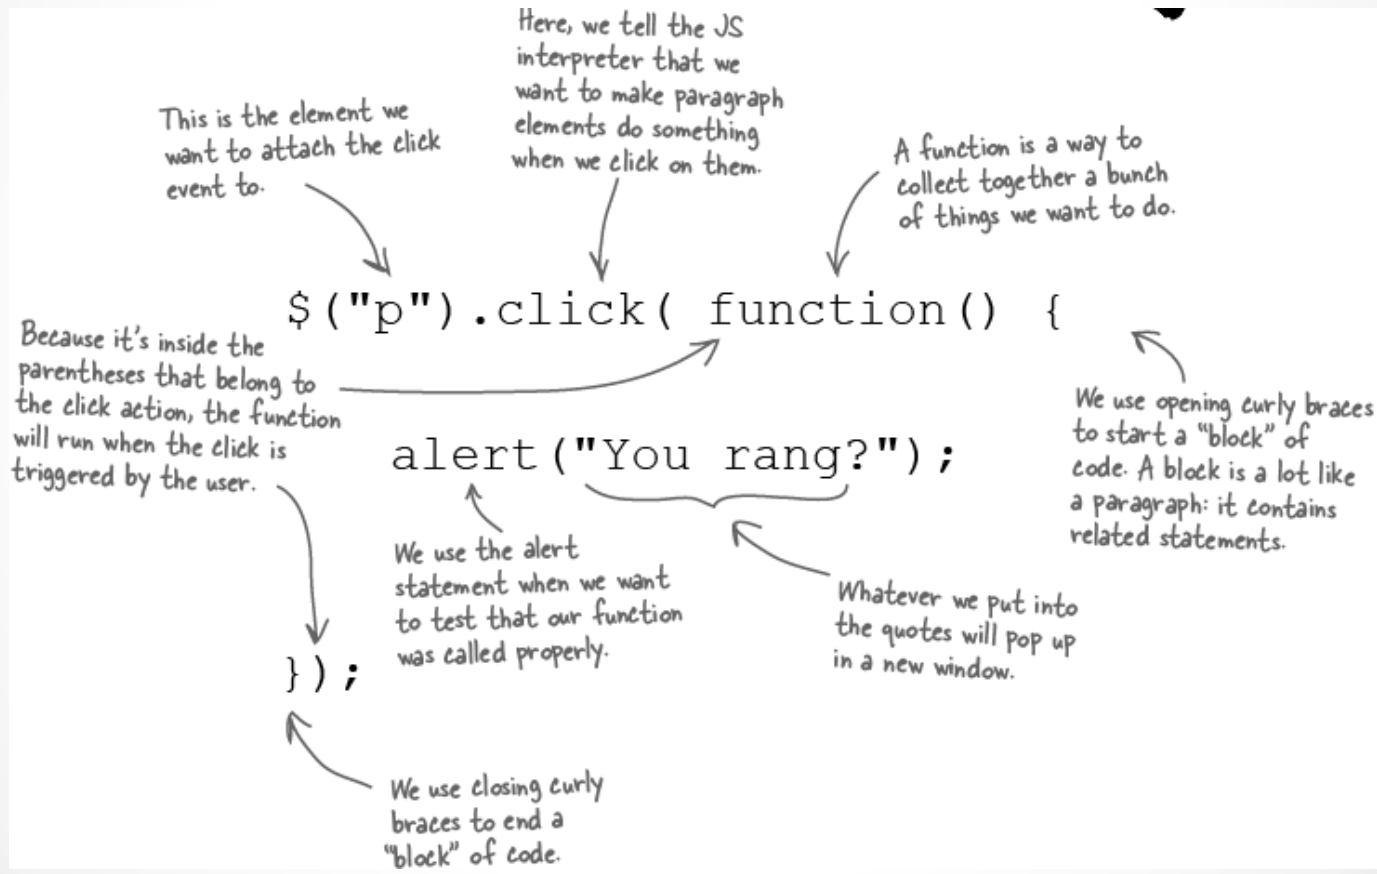 Here, we tell the JS
interpreter that we
want to make paragraph
elements do something
when we click on them.
This is the element we
want to attach the click
event to.
A function is a way to
collect together a bunch
of things we want to do.
$("p").click( function() {
Because it's inside the
parentheses that belong to
the click action, the function
will run when the click is
triggered by the user.
We use opening curly braces
to start a "block" of
code. A block is a lot like
a paragraph: it contains
related statements.
alert("You rang?");
We use the alert
statement when we want
to test that our function
was called properly.
Whatever we put into
the quotes will pop up
in a new window.
});
We use closing curly
braces to end a
"block" of code.